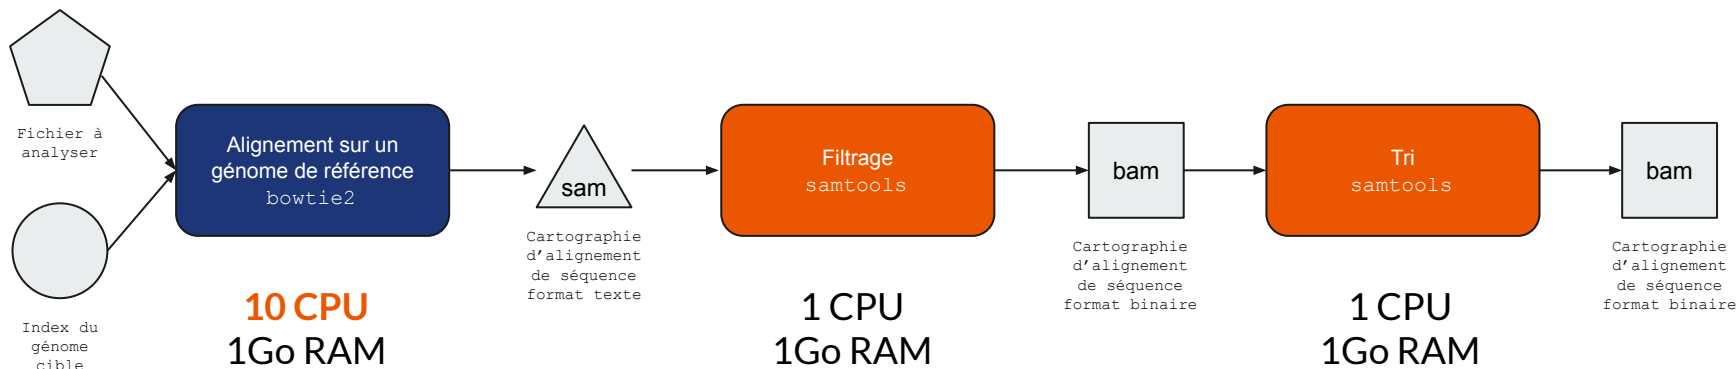 Fichier à
analyser
Index du
génome
cible
Alignement sur un
génome de référence
bowtie2
10 CPU
1Go RAM
sam
Cartographie
d'alignement
de séquence
format texte
Filtrage
samtools
1 CPU
1Go RAM
bam
Cartographie
d'alignement
de séquence
format binaire
Tri
samtools
1 CPU
1Go RAM
bam
Cartographie
d'alignement
de séquence
format binaire